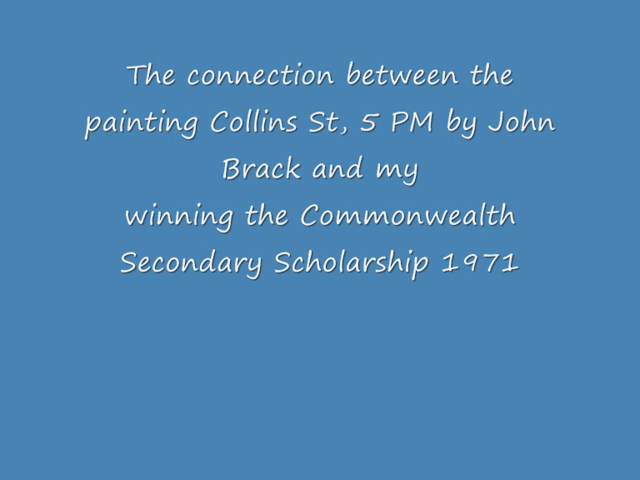 The connection between the
painting Collins St, 5 PM by John
Brack and my
winning the Commonwealth
Secondary Scholarship 1971